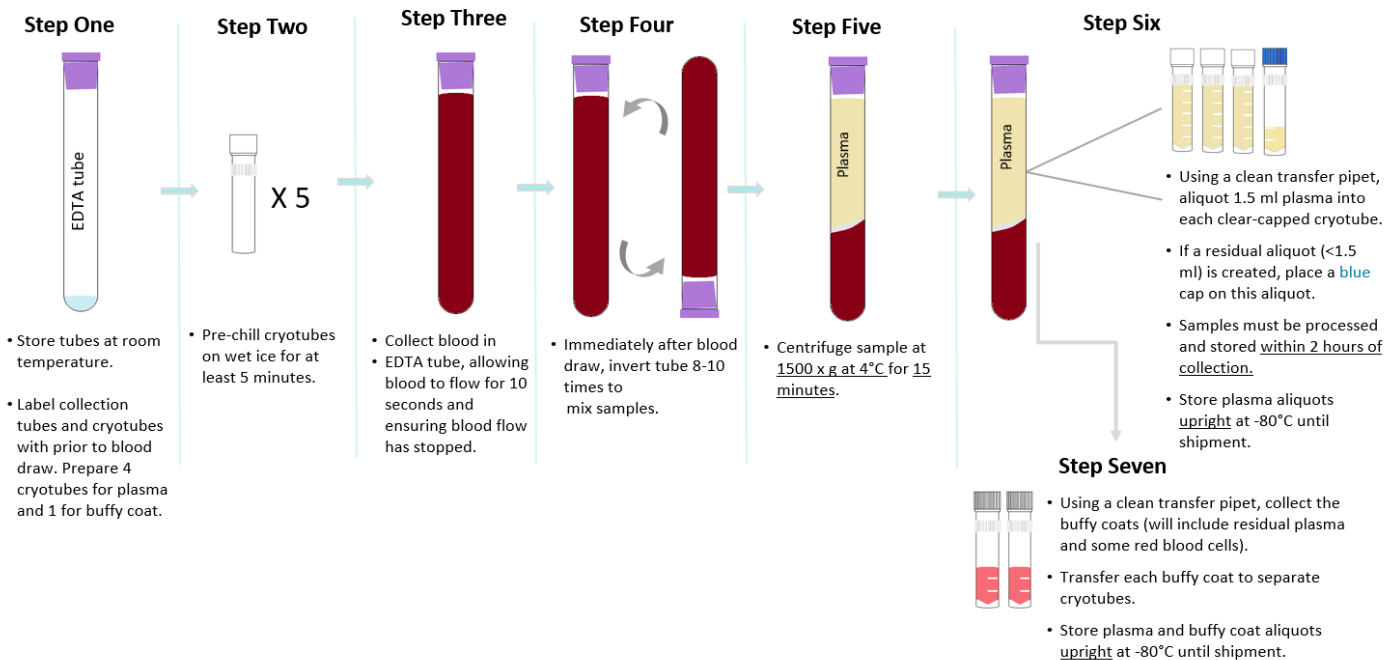 Step One
EDTA tube
• Store tubes at room
temperature.
• Label collection
tubes and cryotubes
with prior to blood
draw. Prepare 4
cryotubes for plasma
and 1 for buffy coat.
Step Two
X 5
• Pre-chill cryotubes
on wet ice for at
least 5 minutes.
Step Three
• Collect blood in
• EDTA tube, allowing
blood to flow for 10
seconds and
ensuring blood flow
has stopped.
Step Four
• Immediately after blood
draw, invert tube 8-10
times to
mix samples.
Step Five
Plasma
• Centrifuge sample at
1500 x g at 4°C for 15
minutes.
Step Six
Plasma
• Using a clean transfer pipet,
aliquot 1.5 ml plasma into
each clear-capped cryotube.
• If a residual aliquot (<1.5
ml) is created, place a blue
cap on this aliquot.
• Samples must be processed
and stored within 2 hours of
collection.
• Store plasma aliquots
upright at -80°C until
shipment.
Step Seven
• Using a clean transfer pipet, collect the
buffy coats (will include residual plasma
and some red blood cells).
• Transfer each buffy coat to separate
cryotubes.
• Store plasma and buffy coat aliquots
upright at -80°C until shipment.